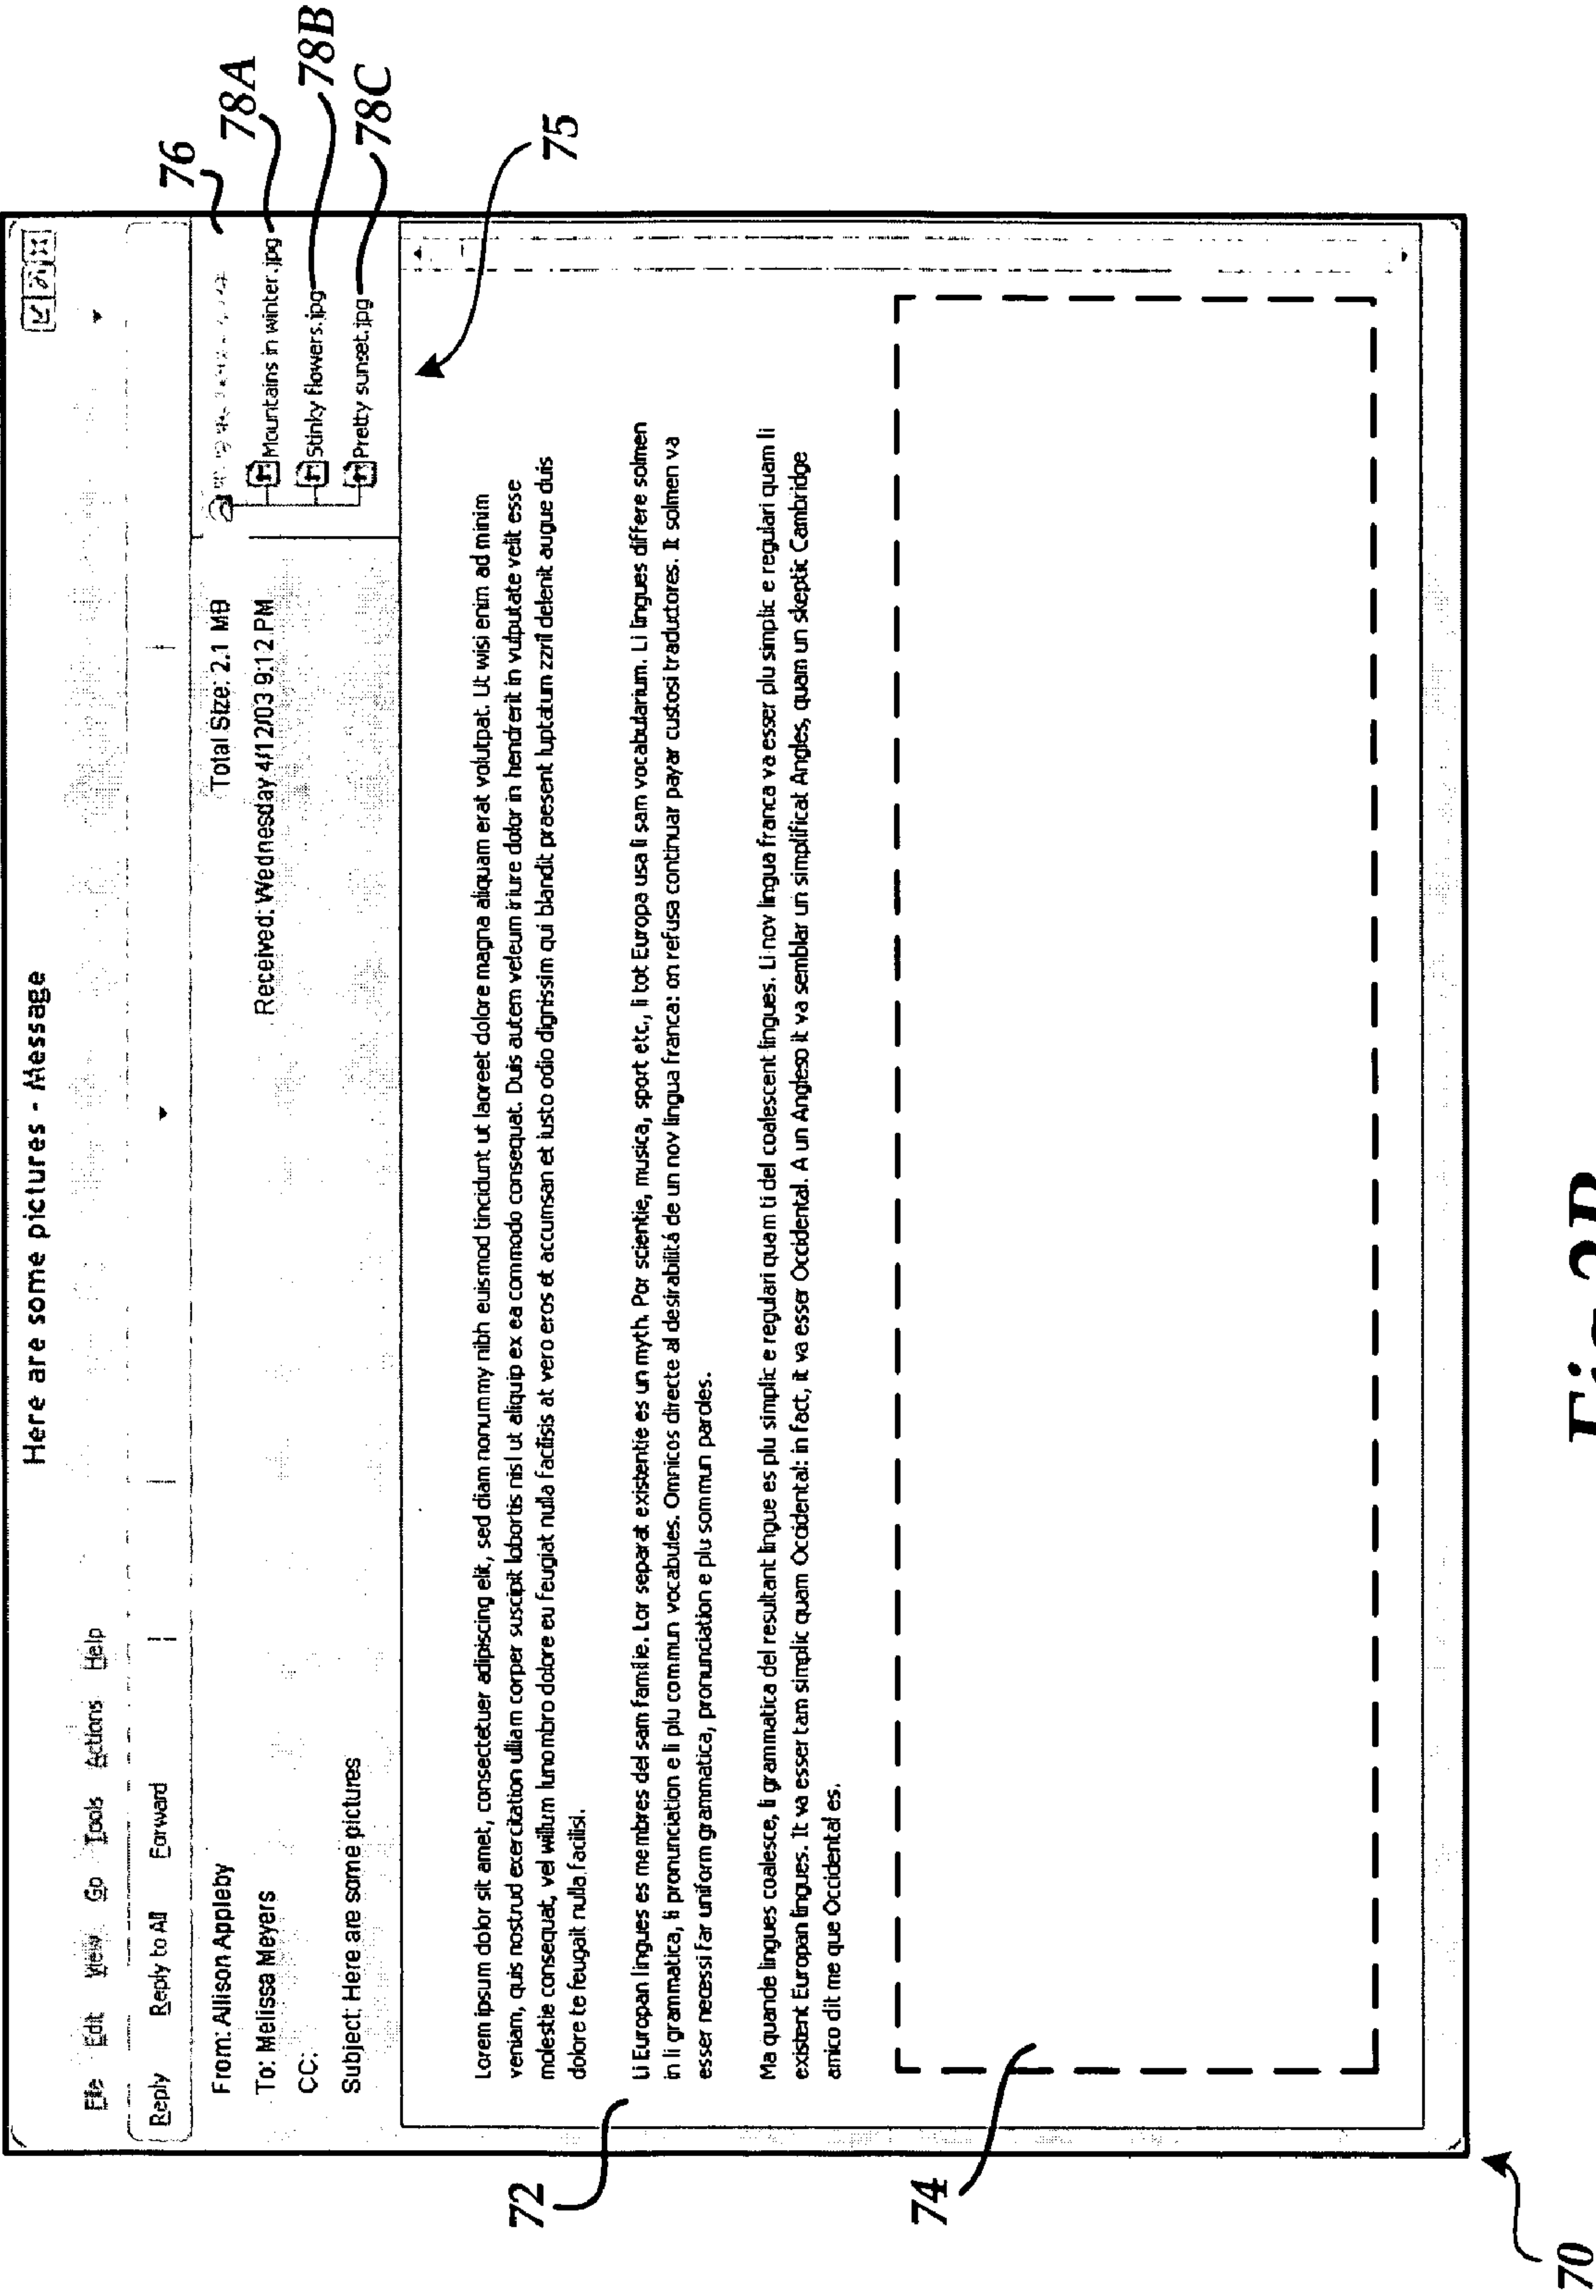 Here are some pictures - Message
File Edit View Go Tools Actions Help
Reply Reply to All Forward
From: Allison Appleby
Total Size: 2.1 MB
76
To: Melissa Meyers
Received: Wednesday 4/12/03 9:12 PM
Mountains in winter.jpg
78A
CC:
Stinky flowers.jpg
78B
Subject: Here are some pictures
Pretty sunset.jpg
78C
75
Lorem ipsum dolor sit amet, consectetuer adipiscing elit, sed diam nonummy nibh euismod tincidunt ut laoreet dolore magna aliquam erat volutpat. Ut wisi enim ad minim
veniam, quis nostrud exercitation ulliam corper suscipit lobortis nisl ut aliquip ex ea commodo consequat. Duis autem veleum iriure dolor in hendrerit in vulputate velit esse
molestie consequat, vel willum lunombro dolore eu feugiat nulla facilisis at vero eros et accumsan et iusto odio dignissim qui blandit praesent luptatum zzril delenit augue duis
dolore te feugait nulla facilisi.
72
Li Europan lingues es membres del sam familie. Lor separat existentie es un myth. Por scientie, musica, sport etc., li tot Europa usa li sam vocabularium. Li lingues differe solmen
in li grammatica, li pronunciation e li plu commun vocabules. Omnicos directe al desirabilitá de un nov lingua franca: on refusa continuar payar custosi traductores. It solmen va
esser necessi far uniform grammatica, pronunciation e plu sommun paroles.
Ma quande lingues coalesce, li grammatica del resultant lingue es plu simplic e regulari quam ti del coalescent lingues. Li nov lingua franca va esser plu simplic e regulari quam li
existent Europan lingues. It va esser tam simplic quam Occidental: in fact, it va esser Occidental. A un Angleso it va semblar un simplificat Angles, quam un skeptic Cambridge
amico dit me que Occidental es.
74
70